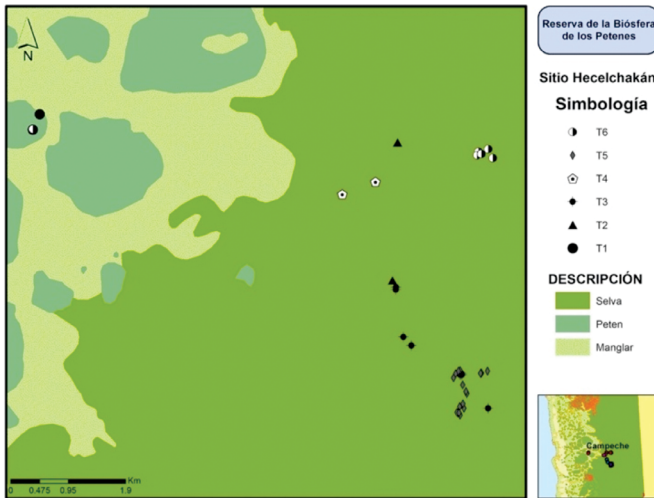 N
Reserva de la Biósfera
de los Petenes
Sitio Hecelchakán
Simbología
T6
T5
T4
T3
T2
T1
DESCRIPCIÓN
Selva
Peten
Manglar
Campeche
Km
0 0.475 0.95 1.9